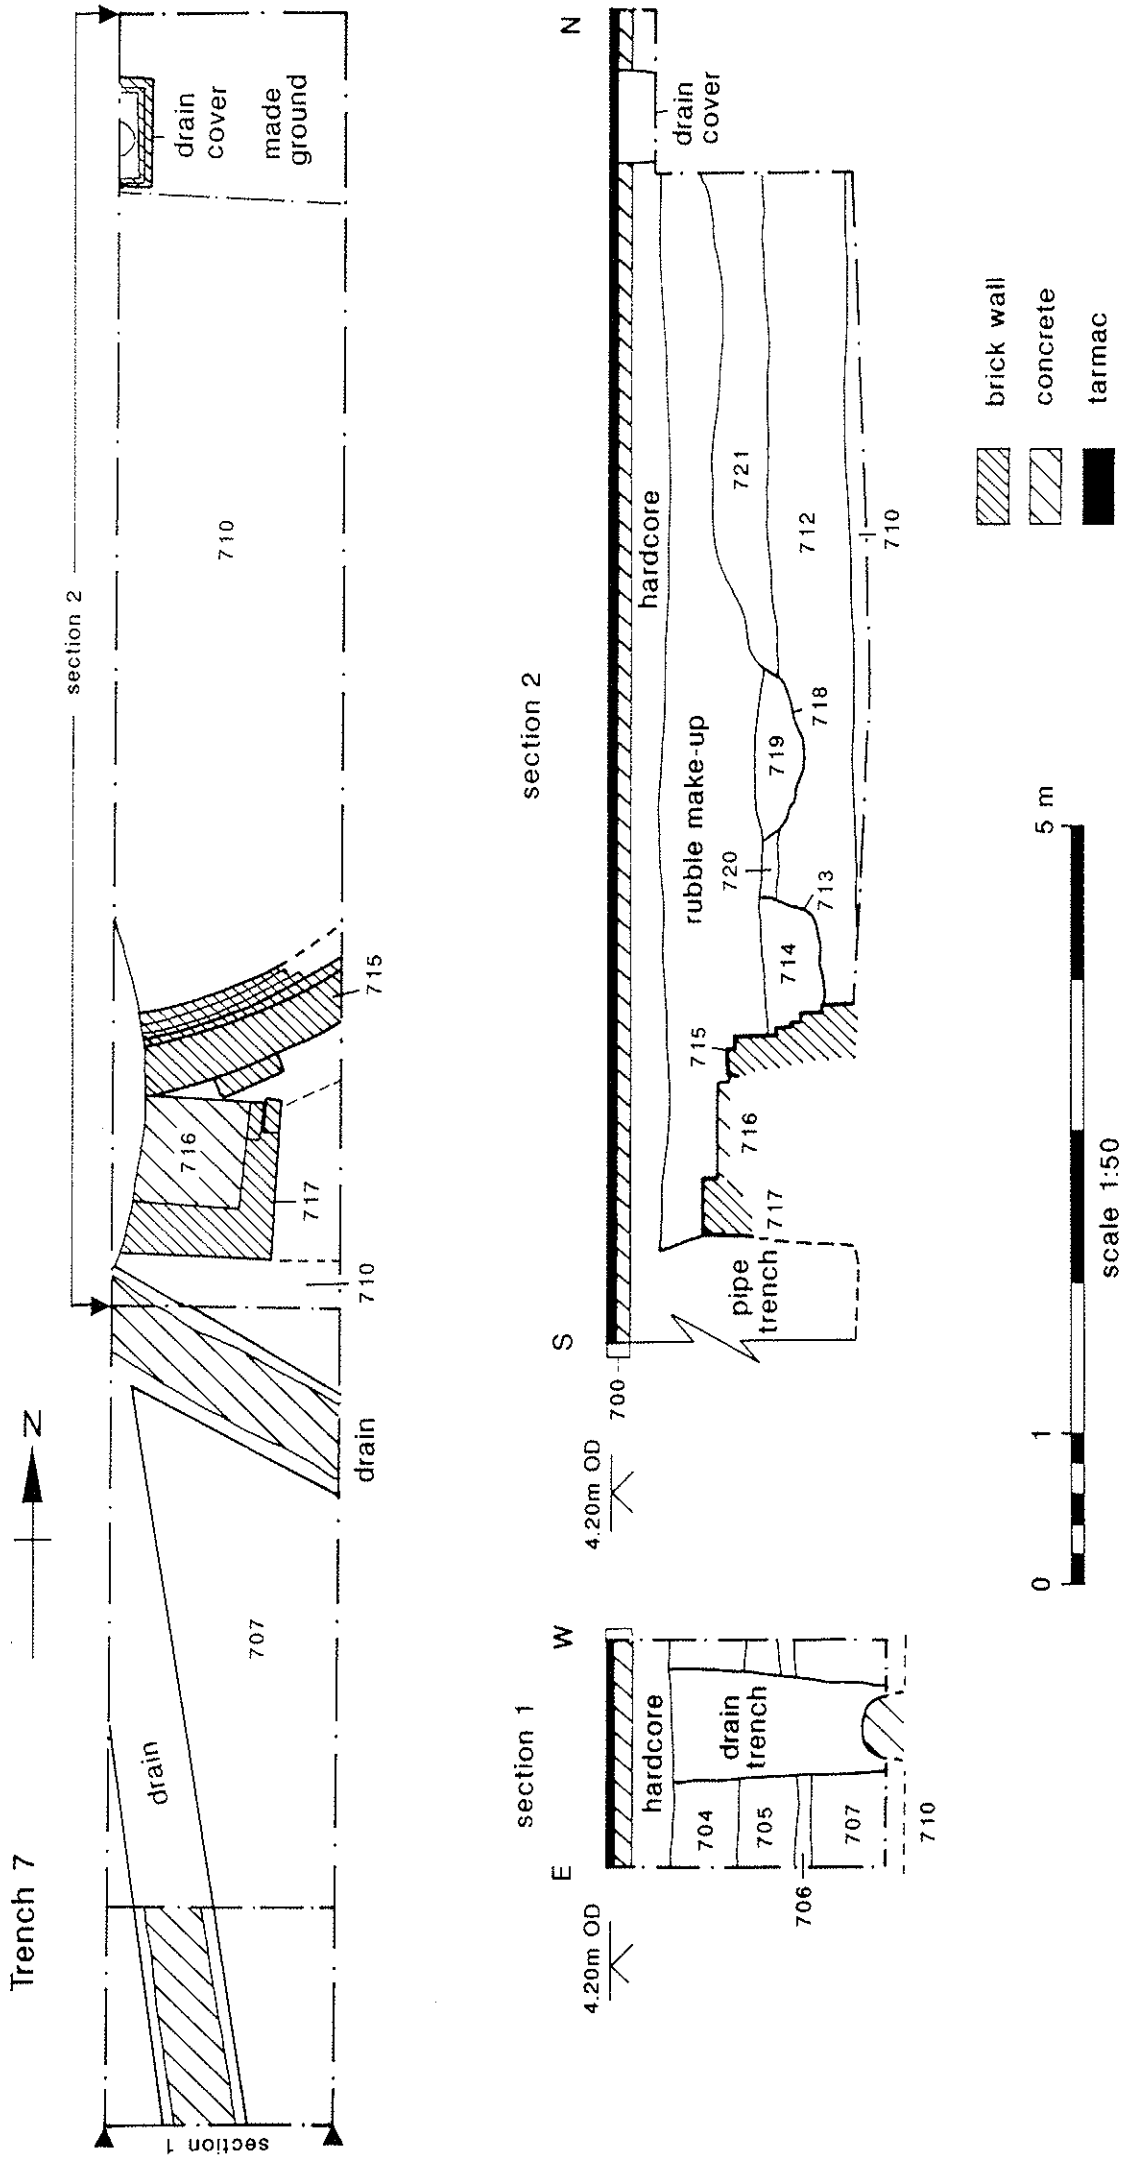 Trench 7
N
section 2
section 1
drain
707
drain
710
717
716
715
710
drain
cover
made
ground
section 1
E
W
4.20m OD
hardcore
704
705
706
707
drain
trench
710
section 2
S
N
4.20m OD
700
hardcore
rubble make-up
pipe
trench
717
716
715
714
713
720
719
718
721
712
710
drain
cover
0
1
5 m
scale 1:50
brick wall
concrete
tarmac